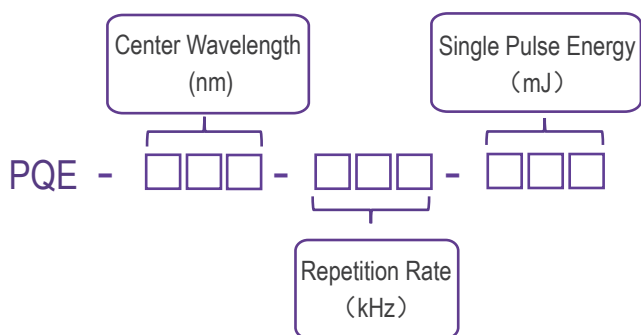 Center Wavelength
(nm)
Single Pulse Energy
（mJ）
PQE - □□□ - □□□ - □□□
Repetition Rate
（kHz）